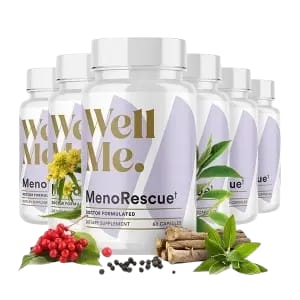 Well
Me.
MenoRescue†
DOCTOR FORMULATED
DIETARY SUPPLEMENT 60 CAPSULES